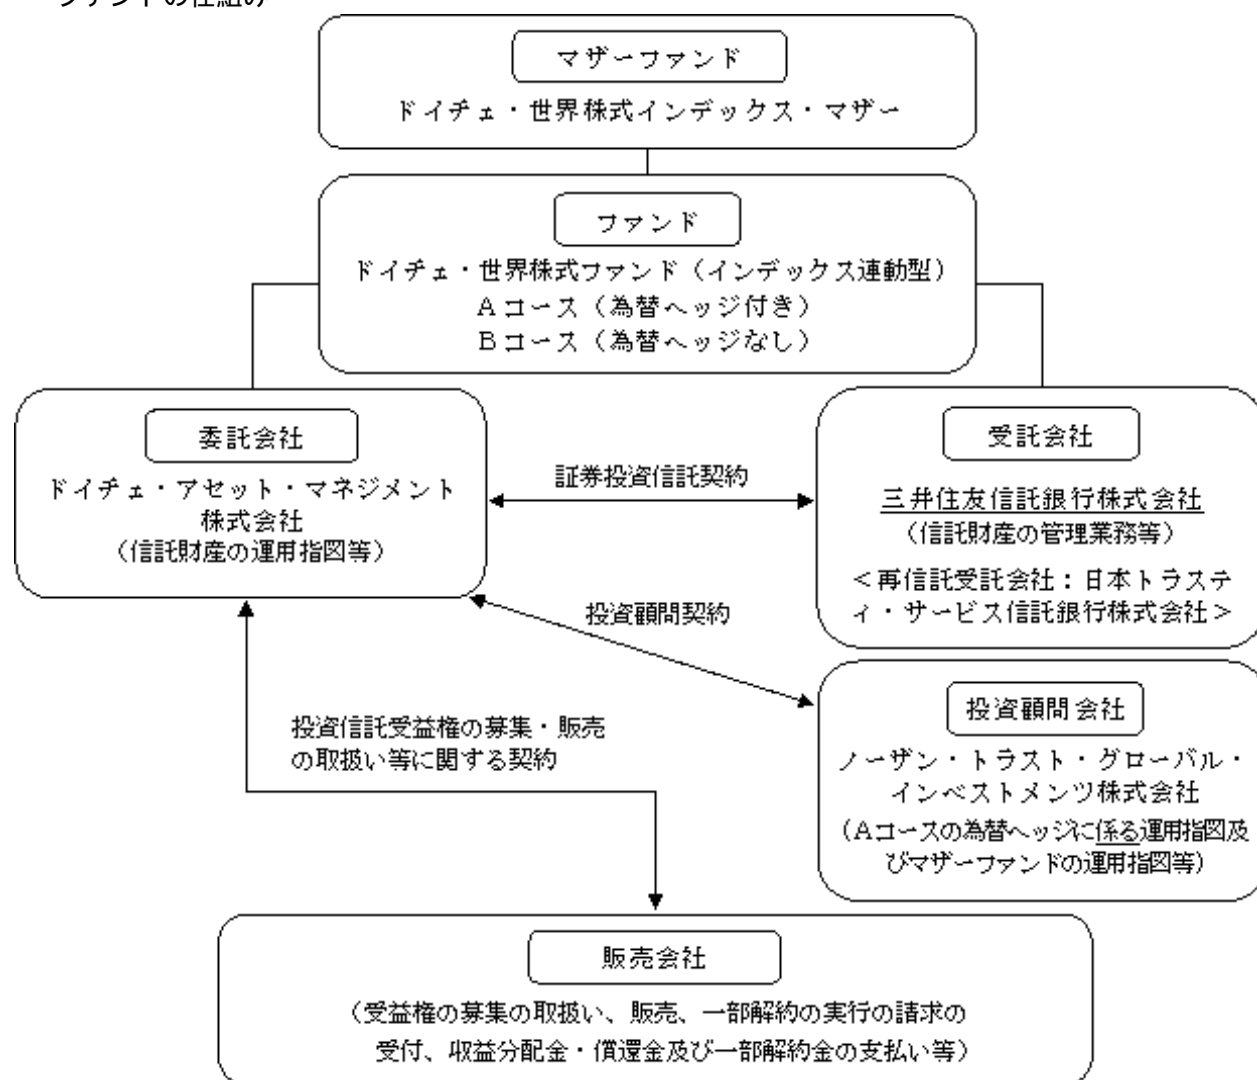 ファンドの仕組み
マザーファンド
ドイチェ・世界株式インデックス・マザー
ファンド
ドイチェ・世界株式ファンド（インデックス連動型）
Ａコース（為替ヘッジ付き）
Ｂコース（為替ヘッジなし）
委託会社
ドイチェ・アセット・マネジメント
株式会社
（信託財産の運用指図等）
証券投資信託契約
受託会社
三井住友信託銀行株式会社
（信託財産の管理業務等）
＜再信託受託会社：日本トラステ
ィ・サービス信託銀行株式会社＞
投資顧問契約
投資顧問会社
ノーザン・トラスト・グローバル・
インベストメンツ株式会社
（Ａコースの為替ヘッジに係る運用指図及
びマザーファンドの運用指図等）
投資信託受益権の募集・販売
の取扱い等に関する契約
販売会社
（受益権の募集の取扱い、販売、一部解約の実行の請求の
受付、収益分配金・償還金及び一部解約金の支払い等）